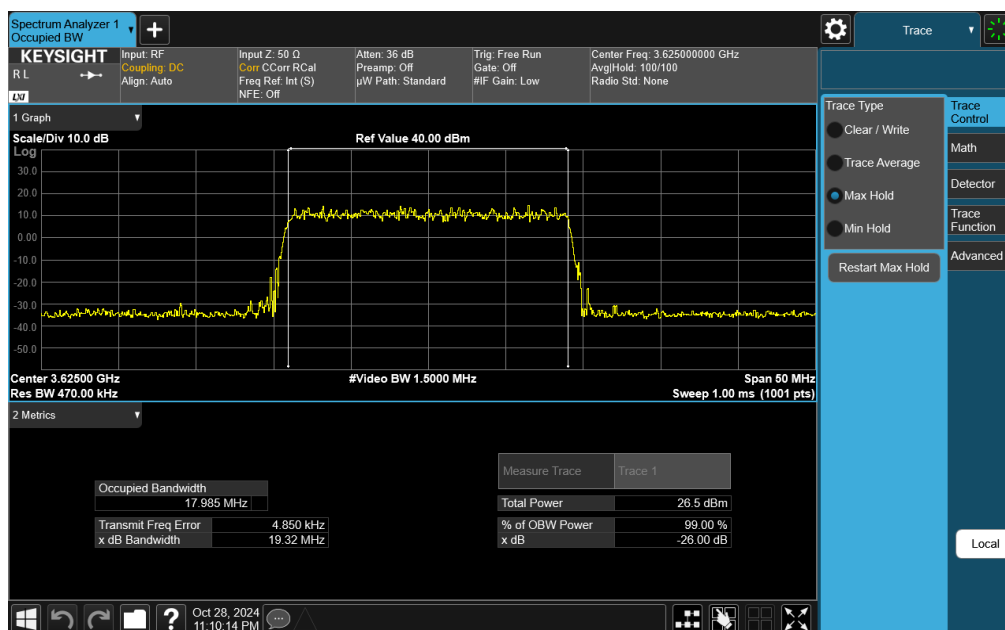 Spectrum Analyzer 1
Occupied BW
Trace
KEYSIGHT
R L
LXI
Input: RF
Coupling: DC
Align: Auto
Input Z: 50 Ω
Corr CCorr RCal
Freq Ref: Int (S)
NFE: Off
Atten: 36 dB
Preamp: Off
µW Path: Standard
Trig: Free Run
Gate: Off
#IF Gain: Low
Center Freq: 3.625000000 GHz
Avg|Hold: 100/100
Radio Std: None
1 Graph
Scale/Div 10.0 dB
Ref Value 40.00 dBm
Log
30.0
20.0
10.0
0.00
-10.0
-20.0
-30.0
-40.0
-50.0
Center 3.62500 GHz
#Video BW 1.5000 MHz
Span 50 MHz
Res BW 470.00 kHz
Sweep 1.00 ms (1001 pts)
2 Metrics
Measure Trace
Trace 1
Occupied Bandwidth
17.985 MHz
Total Power
26.5 dBm
Transmit Freq Error
4.850 kHz
% of OBW Power
99.00 %
x dB Bandwidth
19.32 MHz
x dB
-26.00 dB
Trace Type
Clear / Write
Trace Average
Max Hold
Min Hold
Restart Max Hold
Trace
Control
Math
Detector
Trace
Function
Advanced
Local
?
Oct 28, 2024
11:10:14 PM